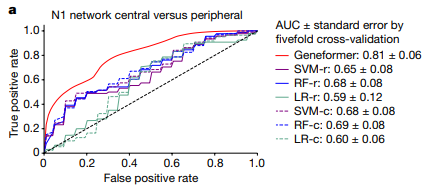 a
N1 network central versus peripheral
1.0
0.8
0.6
0.4
0.2
0
True positive rate
0
0.2
0.4
0.6
0.8
1.0
False positive rate
AUC ± standard error by
fivefold cross-validation
Geneformer: 0.81 ± 0.06
SVM-r: 0.65 ± 0.08
RF-r: 0.68 ± 0.08
LR-r: 0.59 ± 0.12
SVM-c: 0.68 ± 0.08
RF-c: 0.69 ± 0.08
LR-c: 0.60 ± 0.06